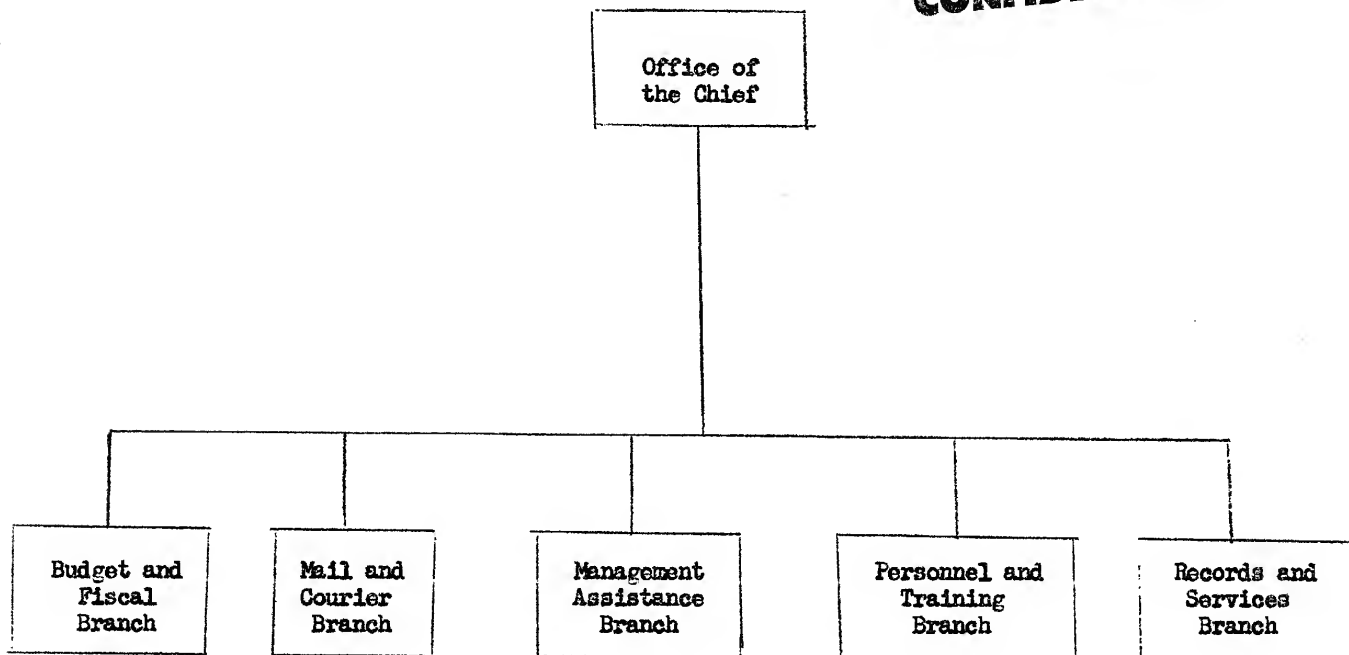 Office of
the Chief
Budget and
Fiscal
Branch
Mail and
Courier
Branch
Management
Assistance
Branch
Personnel and
Training
Branch
Records and
Services
Branch